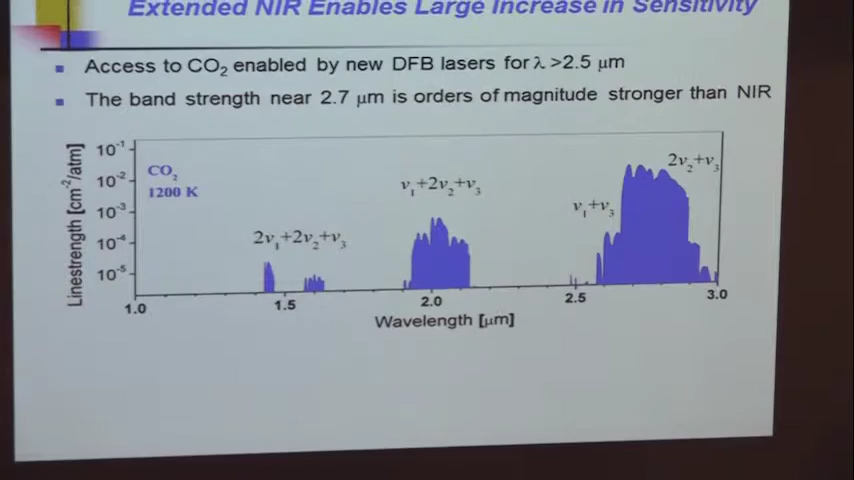 Extended NIR Enables Large Increase in Sensitivity
Access to CO₂ enabled by new DFB lasers for λ >2.5 μm
The band strength near 2.7 μm is orders of magnitude stronger than NIR
Linestrength [cm⁻²/atm]
10⁻¹
10⁻²
10⁻³
10⁻⁴
10⁻⁵
CO₂
1200 K
2ν₁+2ν₂+ν₃
ν₁+2ν₂+ν₃
ν₁+ν₃
2ν₂+ν₃
1.0 1.5 2.0 2.5 3.0
Wavelength [μm]